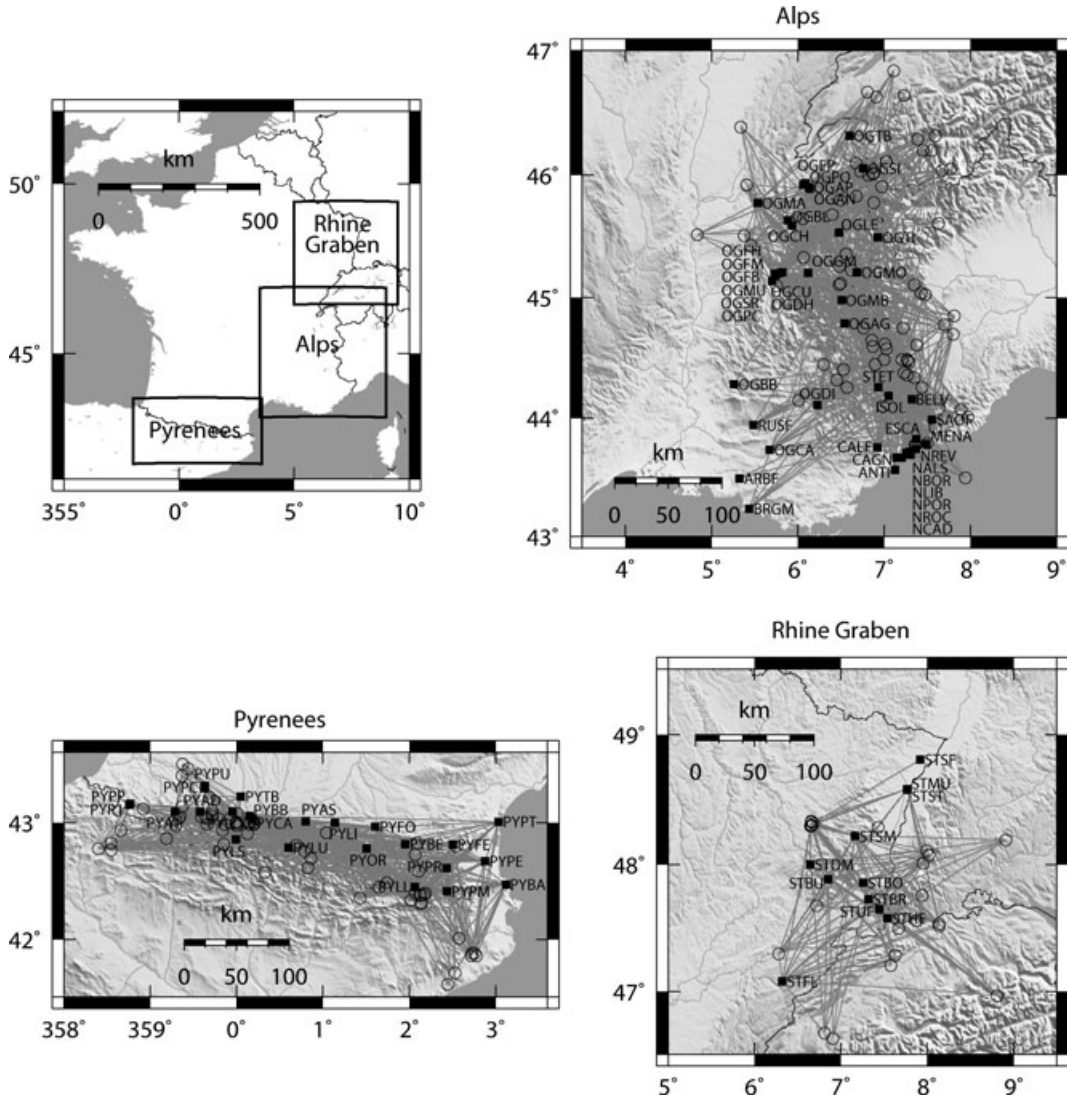 Alps
km
50°
0
500
Rhine
Graben
45°
Alps
Pyrenees
355°
0°
5°
10°
47°
46°
45°
44°
43°
OGTB
OGEP
OGSI
OGPO
OGAP
OGAN
OGMA
OGBL
OGLE
OGCH
OGTI
OGFH
OGGM
OGFM
OGMO
OGFB
OGMU
OGCU
OGSR
OGDH
OGMB
OGPC
OGAG
STET
OGBB
OGDI
BELV
ISOL
SAOF
RUSF
ESCA
MENA
OGCA
CALF
NREV
CAGN
NALS
ANTI
NBOR
ARBF
NLIB
NPOR
BRGM
NROC
NCAD
km
0
50
100
4°
5°
6°
7°
8°
9°
Pyrenees
43°
42°
PYPU
PYPC
PYTB
PYPP
PYAD
PYBB
PYAS
PYRT
PYCA
PYLI
PYFO
PYPT
PYLS
PYLU
PYOR
PYBE
PYFE
PYPR
PYPE
PYLL
PYPM
PYBA
km
0
50
100
358°
359°
0°
1°
2°
3°
Rhine Graben
km
0
50
100
49°
48°
47°
STSF
STMU
STST
STSM
STDM
STBU
STBO
STBR
STUF
STHF
STFL
5°
6°
7°
8°
9°